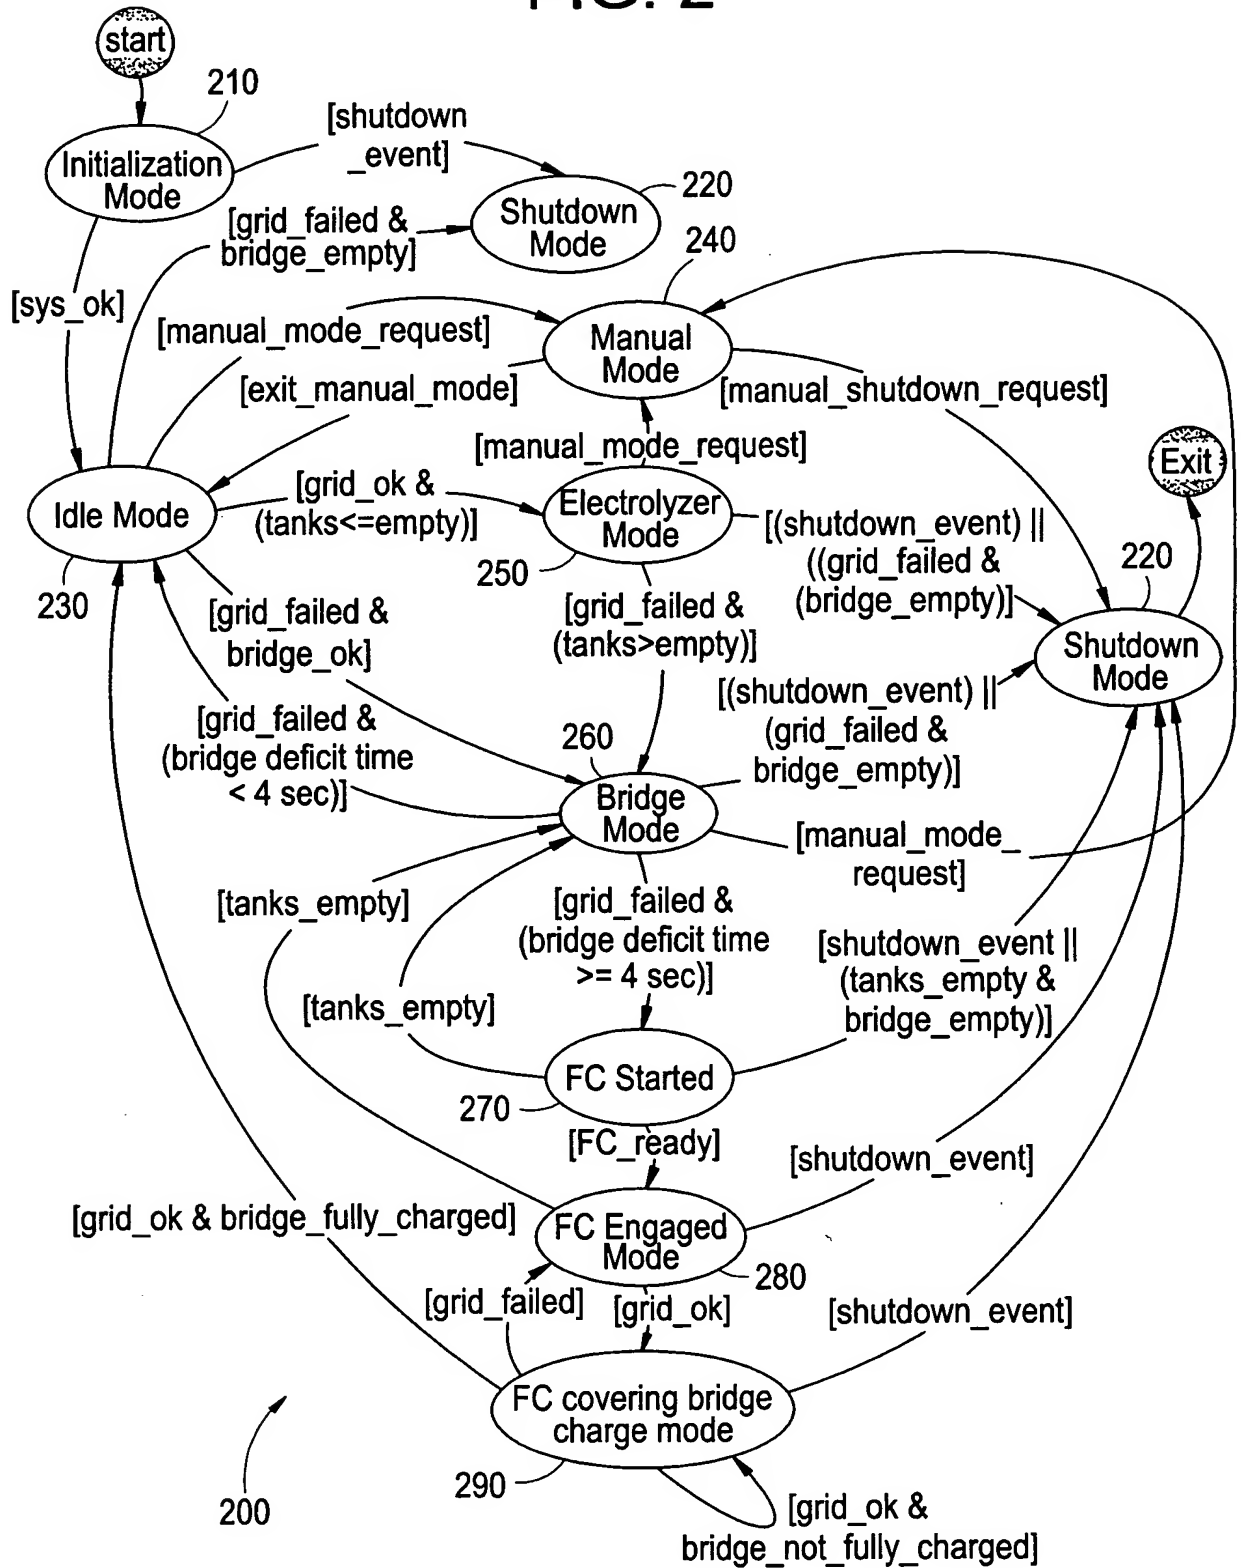 FIG. 2
start
210
[shutdown
_event]
Initialization
Mode
220
Shutdown
Mode
[grid_failed &
bridge_empty]
240
[sys_ok]
[manual_mode_request]
Manual
Mode
[exit_manual_mode]
[manual_shutdown_request]
[manual_mode_request]
Exit
Idle Mode
[grid_ok &
(tanks<=empty)]
Electrolyzer
Mode
[(shutdown_event) ||
((grid_failed &
(bridge_empty)]
220
250
230
[grid_failed &
bridge_ok]
[grid_failed &
(tanks>empty)]
Shutdown
Mode
[(shutdown_event) ||
(grid_failed &
bridge_empty)]
[grid_failed &
(bridge deficit time
< 4 sec)]
260
Bridge
Mode
[manual_mode_
request]
[tanks_empty]
[grid_failed &
(bridge deficit time
>= 4 sec)]
[shutdown_event ||
(tanks_empty &
bridge_empty)]
[tanks_empty]
FC Started
270
[FC_ready]
[shutdown_event]
[grid_ok & bridge_fully_charged]
FC Engaged
Mode
280
[grid_failed]
[grid_ok]
[shutdown_event]
FC covering bridge
charge mode
290
200
[grid_ok &
bridge_not_fully_charged]